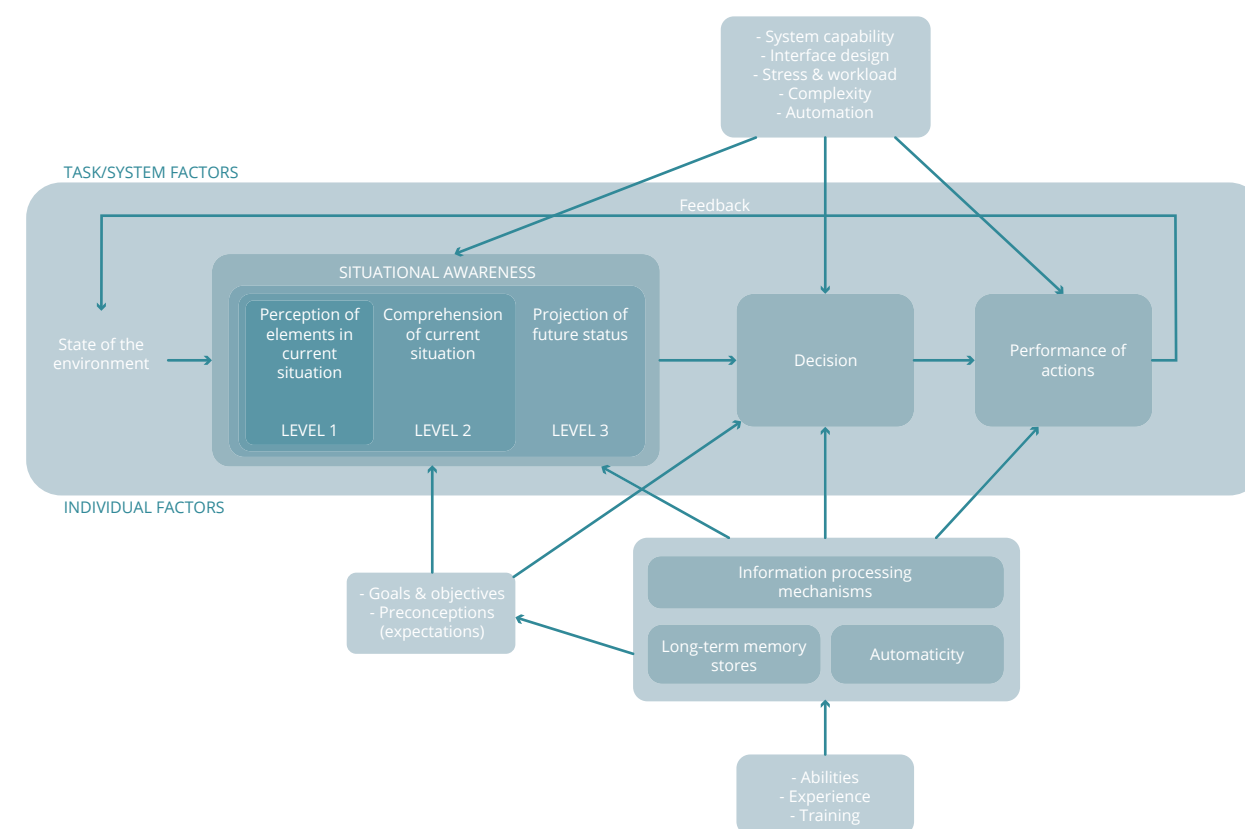 - System capability
- Interface design
- Stress & workload
- Complexity
- Automation
TASK/SYSTEM FACTORS
Feedback
SITUATIONAL AWARENESS
Perception of
elements in
current
situation
LEVEL 1
Comprehension
of current
situation
LEVEL 2
Projection of
future status
LEVEL 3
State of the
environment
Decision
Performance of
actions
INDIVIDUAL FACTORS
- Goals & objectives
- Preconceptions
(expectations)
Information processing
mechanisms
Long-term memory
stores
Automaticity
- Abilities
- Experience
- Training